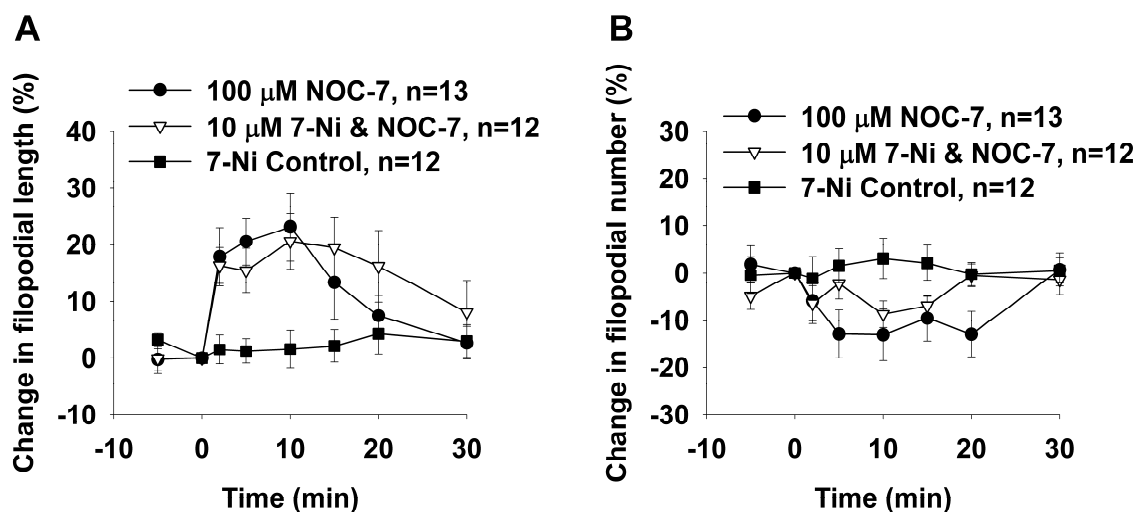 A
Change in filopodial length (%)
100 μM NOC-7, n=13
10 μM 7-Ni & NOC-7, n=12
7-Ni Control, n=12
40
30
20
10
0
-10
-10 0 10 20 30
Time (min)
B
Change in filopodial number (%)
100 μM NOC-7, n=13
10 μM 7-Ni & NOC-7, n=12
7-Ni Control, n=12
30
20
10
0
-10
-20
-30
-10 0 10 20 30
Time (min)